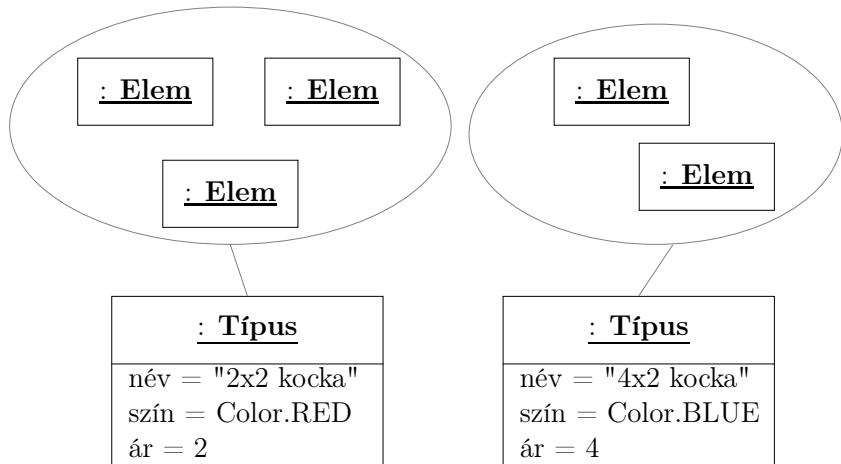 : Elem
: Elem
: Elem
: Elem
: Elem
: Típus
név = "2x2 kocka"
szín = Color.RED
ár = 2
: Típus
név = "4x2 kocka"
szín = Color.BLUE
ár = 4